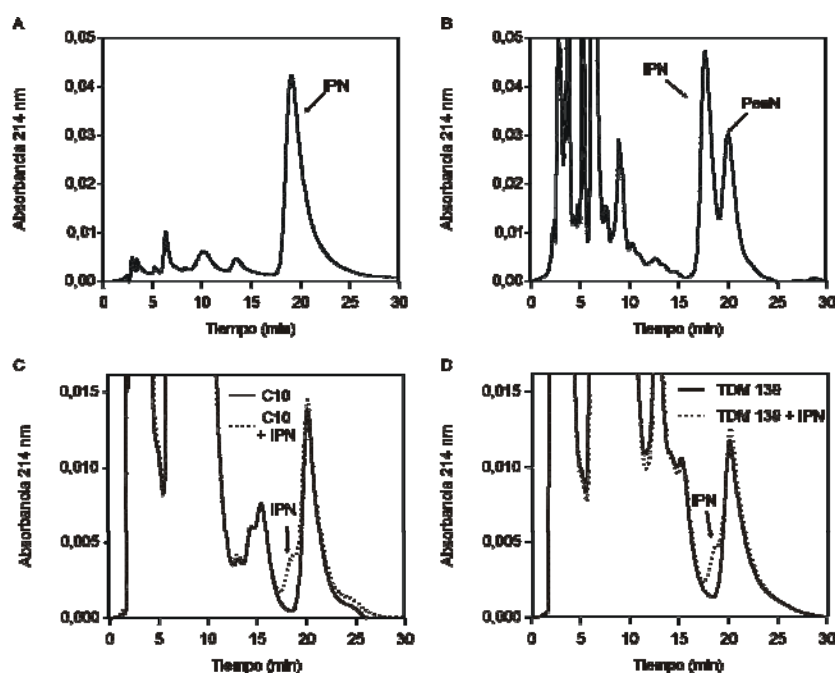 A
0,05
0,04
0,03
0,02
0,01
0,00
Absorbancia 214 nm
IPN
0 5 10 15 20 25 30
Tiempo (min)
B
0,05
0,04
0,03
0,02
0,01
0,00
Absorbancia 214 nm
IPN
PenN
0 5 10 15 20 25 30
Tiempo (min)
C
0,015
0,010
0,005
0,000
Absorbancia 214 nm
C10
C10
+ IPN
IPN
0 5 10 15 20 25 30
Tiempo (min)
D
0,015
0,010
0,005
0,000
Absorbancia 214 nm
TDM 139
TDM 139 + IPN
IPN
0 5 10 15 20 25 30
Tiempo (min)